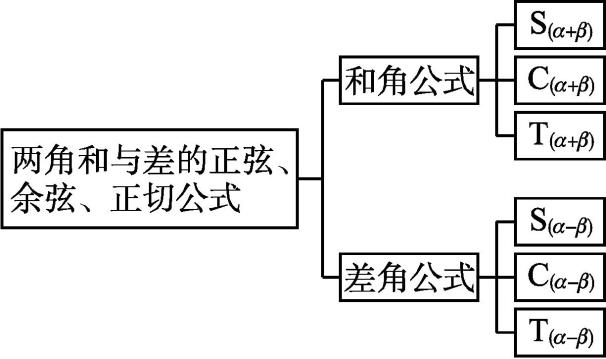 两角和与差的正弦、
余弦、正切公式
和角公式
S(α+β)
C(α+β)
T(α+β)
差角公式
S(α−β)
C(α−β)
T(α−β)